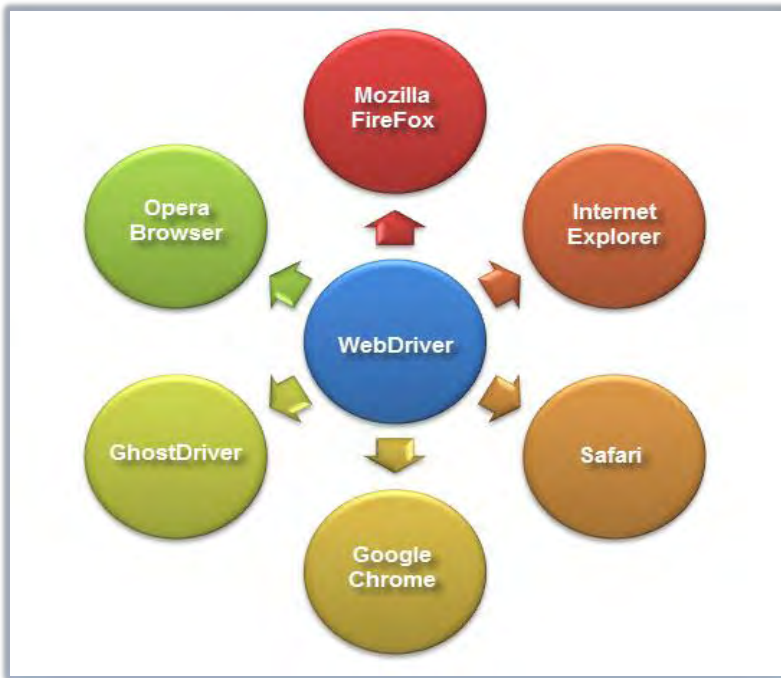 Mozilla
FireFox
Opera
Browser
Internet
Explorer
WebDriver
GhostDriver
Safari
Google
Chrome